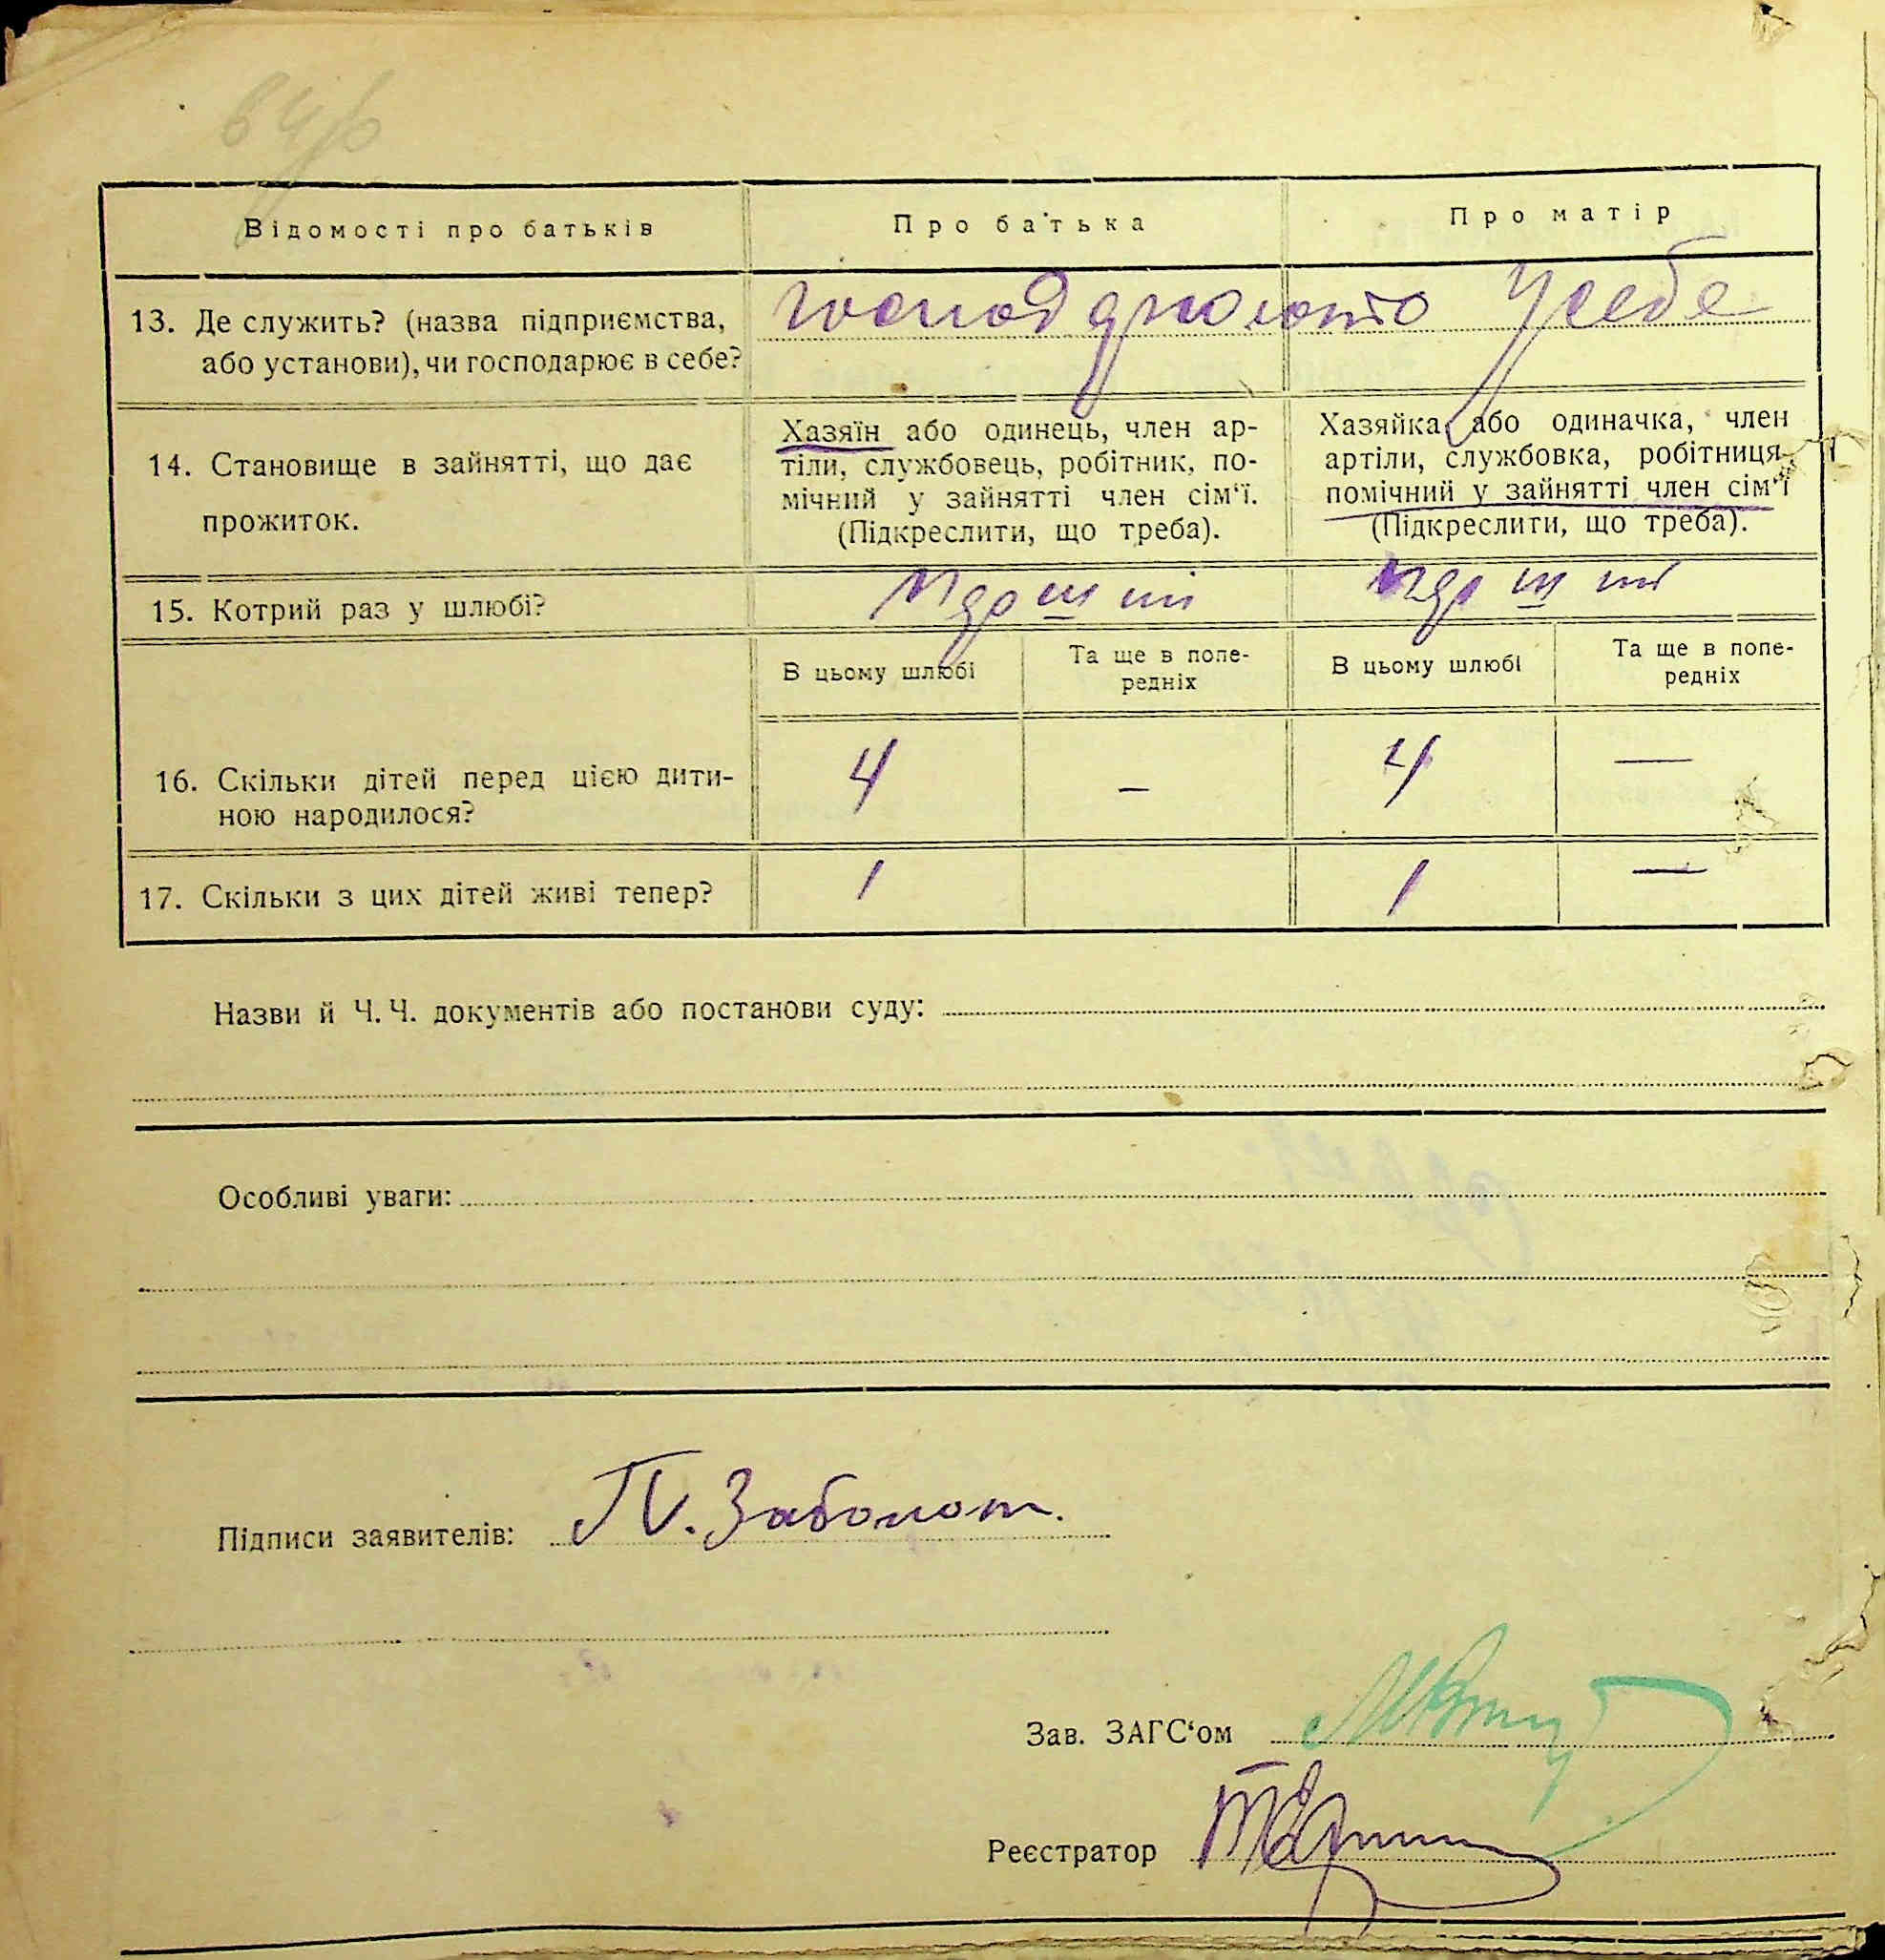 Відомості про батьків
Про батька
Про матір
13. Де служить? (назва підприємства,
або установи), чи господарює в себе?
господдрюють У себе
14. Становище в зайнятті, що дає
прожиток.
Хазяїн або одинець, член ар-
тіли, службовець, робітник, по-
мічний у зайнятті член сім‘ї.
(Підкреслити, що треба).
Хазяйка або одиначка, член
артіли, службовка, робітниця,
помічний у зайнятті член сім‘ї
(Підкреслити, що треба).
15. Котрий раз у шлюбі?
В цьому шлюбі
Та ще в попе-
редніх
В цьому шлюбі
Та ще в попе-
редніх
16. Скільки дітей перед цією дити-
ною народилося?
4 — 4 —
17. Скільки з цих дітей живі тепер?
1 1 —
Назви й Ч. Ч. документів або постанови суду:
Особливі уваги:
Підписи заявителів: Заболот.
Зав. ЗАГС‘ом
Реєстратор